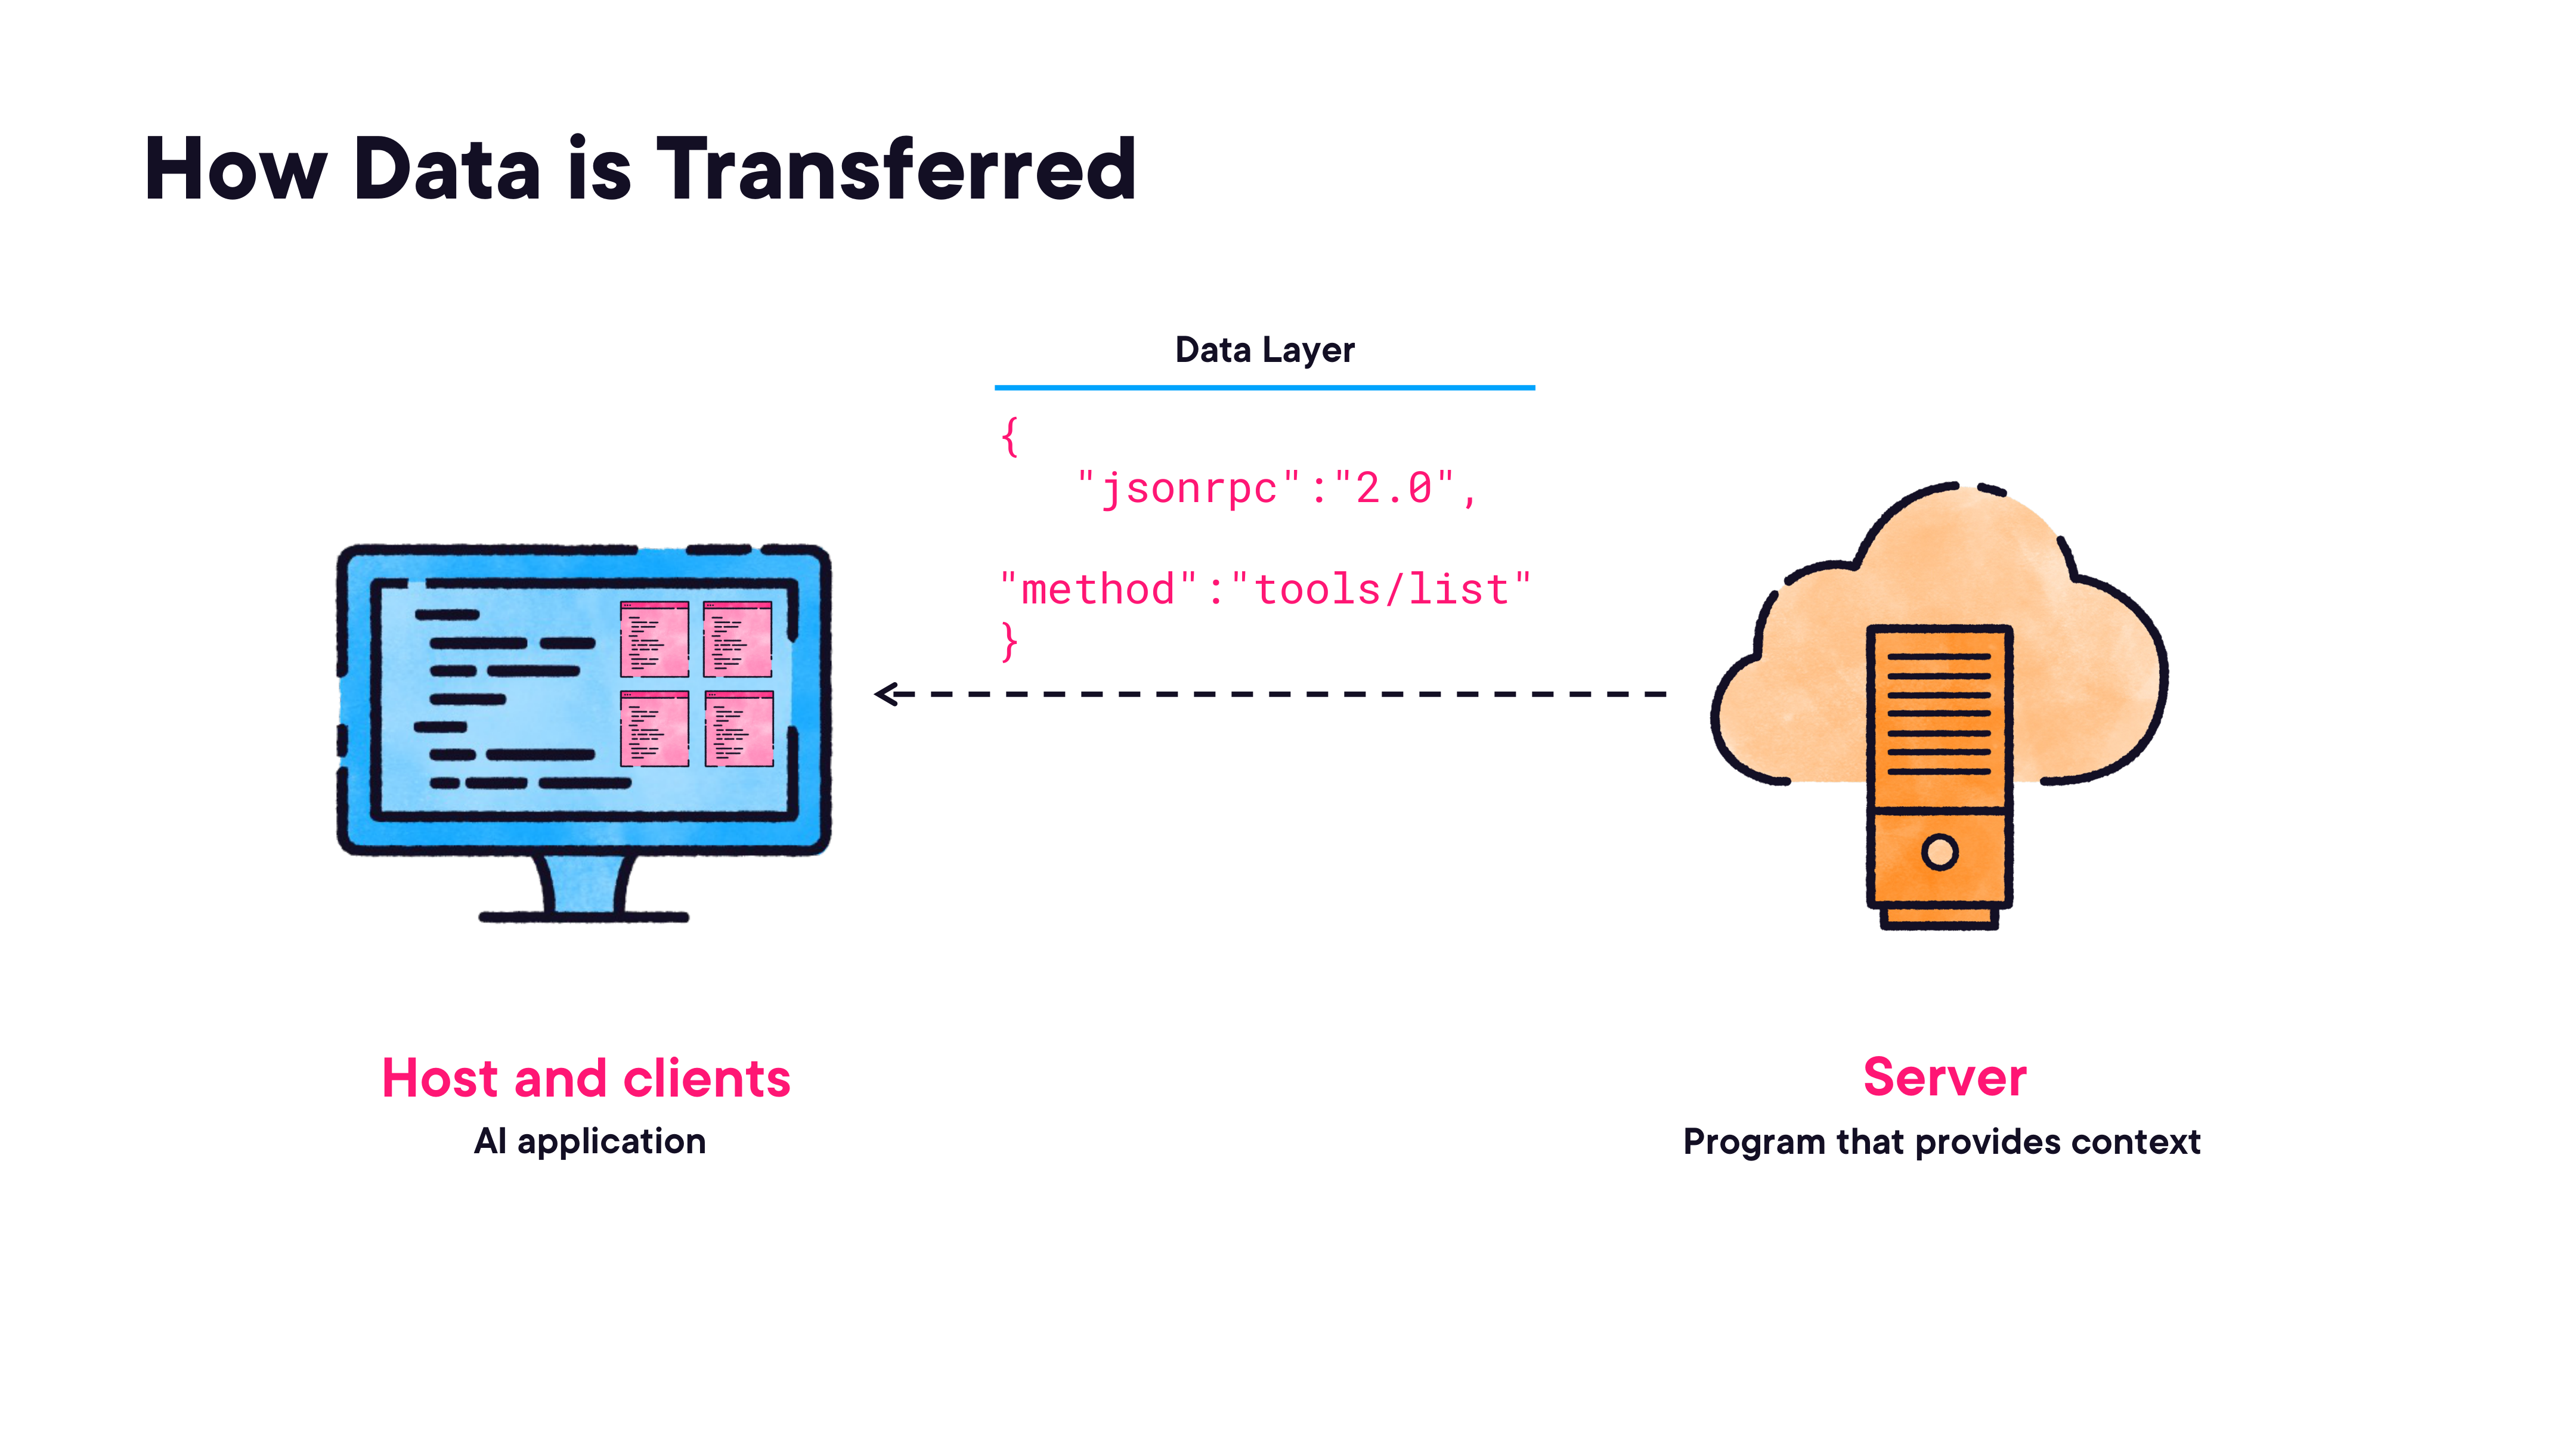 How Data is Transferred
Data Layer
{
"jsonrpc":"2.0",
"method":"tools/list"
}
Host and clients
AI application
Server
Program that provides context